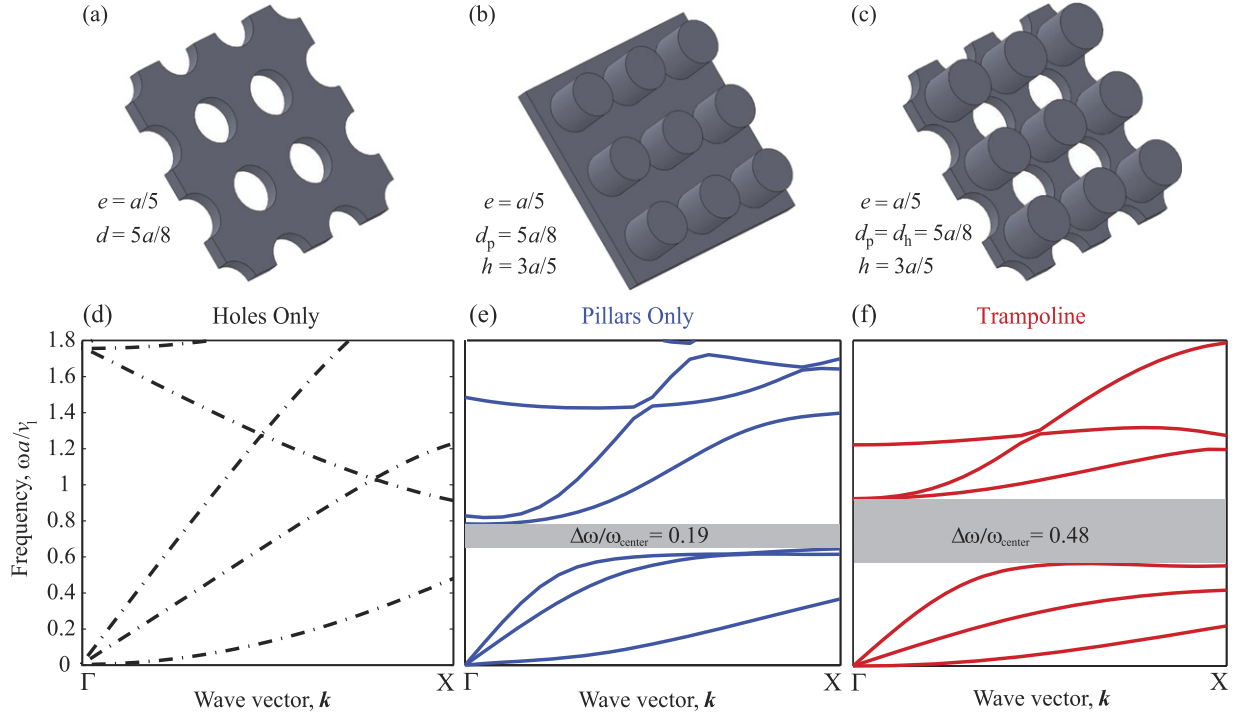 (a)
(b)
(c)
e = a/5
d = 5a/8
e = a/5
dₚ = 5a/8
h = 3a/5
e = a/5
dₚ = dₕ = 5a/8
h = 3a/5
(d) Holes Only
(e) Pillars Only
(f) Trampoline
Frequency, ωa/vₗ
1.8
1.6
1.4
1.2
1
0.8
0.6
0.4
0.2
0
Δω/ω_center = 0.19
Δω/ω_center = 0.48
Γ X
Γ X
Γ X
Wave vector, k
Wave vector, k
Wave vector, k